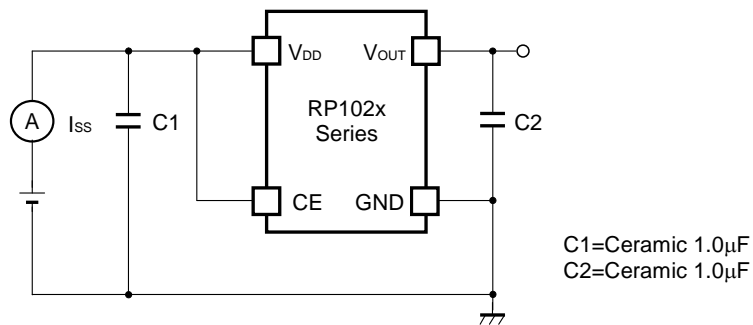 VDD
VOUT
A
ISS
C1
RP102x
Series
C2
CE
GND
C1=Ceramic 1.0μF
C2=Ceramic 1.0μF